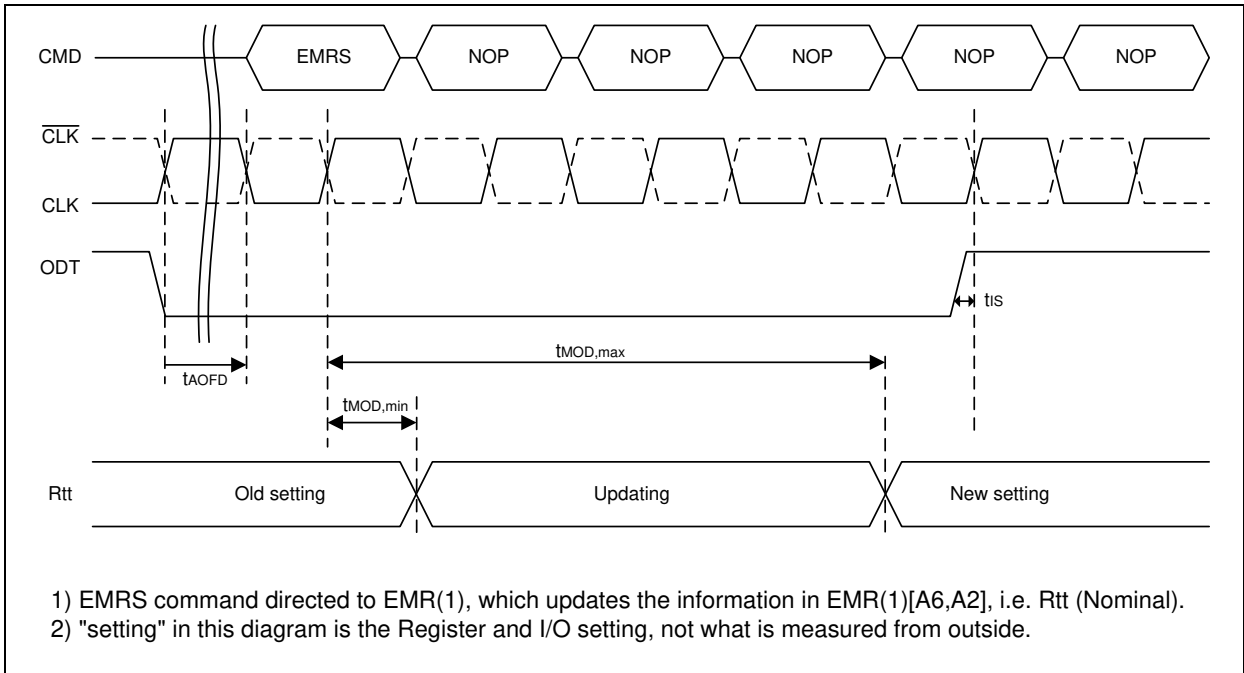 CMD EMRS NOP NOP NOP NOP NOP
CLK
CLK
ODT
tIS
tMOD,max
tAOFD
tMOD,min
Rtt Old setting Updating New setting
1) EMRS command directed to EMR(1), which updates the information in EMR(1)[A6,A2], i.e. Rtt (Nominal).
2) "setting" in this diagram is the Register and I/O setting, not what is measured from outside.